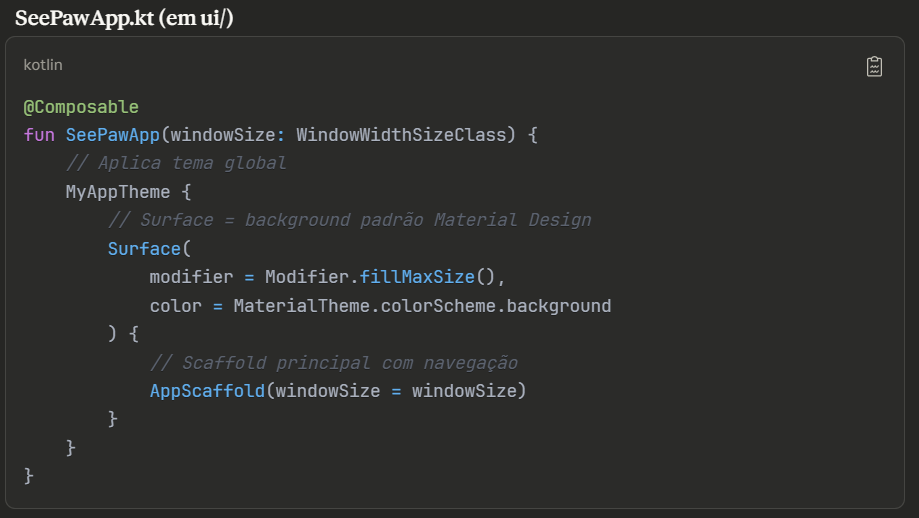 SeePawApp.kt (em ui/)
kotlin
@Composable
fun SeePawApp(windowSize: WindowWidthSizeClass) {
    // Aplica tema global
    MyAppTheme {
        // Surface = background padrão Material Design
        Surface(
            modifier = Modifier.fillMaxSize(),
            color = MaterialTheme.colorScheme.background
        ) {
            // Scaffold principal com navegação
            AppScaffold(windowSize = windowSize)
        }
    }
}